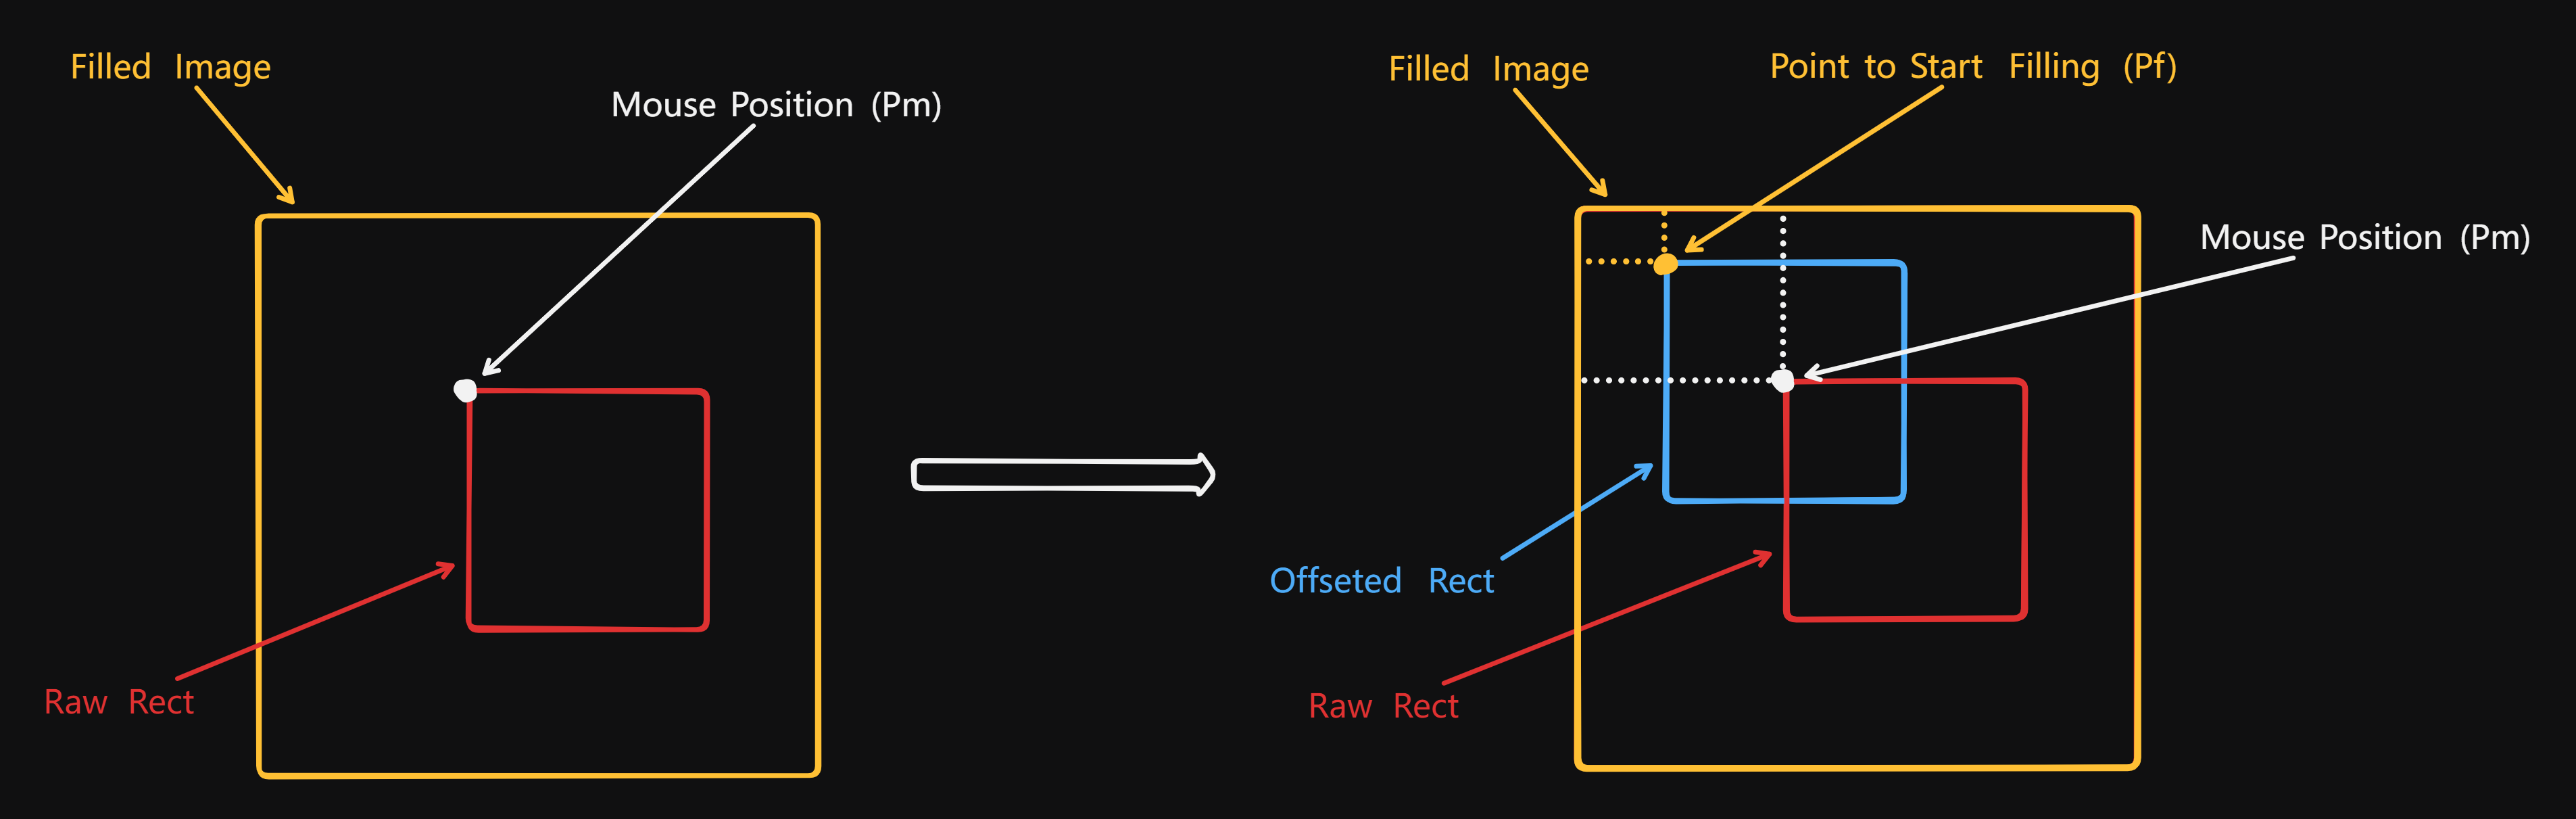 Filled Image
Mouse Position (Pm)
Raw Rect
Filled Image
Point to Start Filling (Pf)
Mouse Position (Pm)
Offseted Rect
Raw Rect